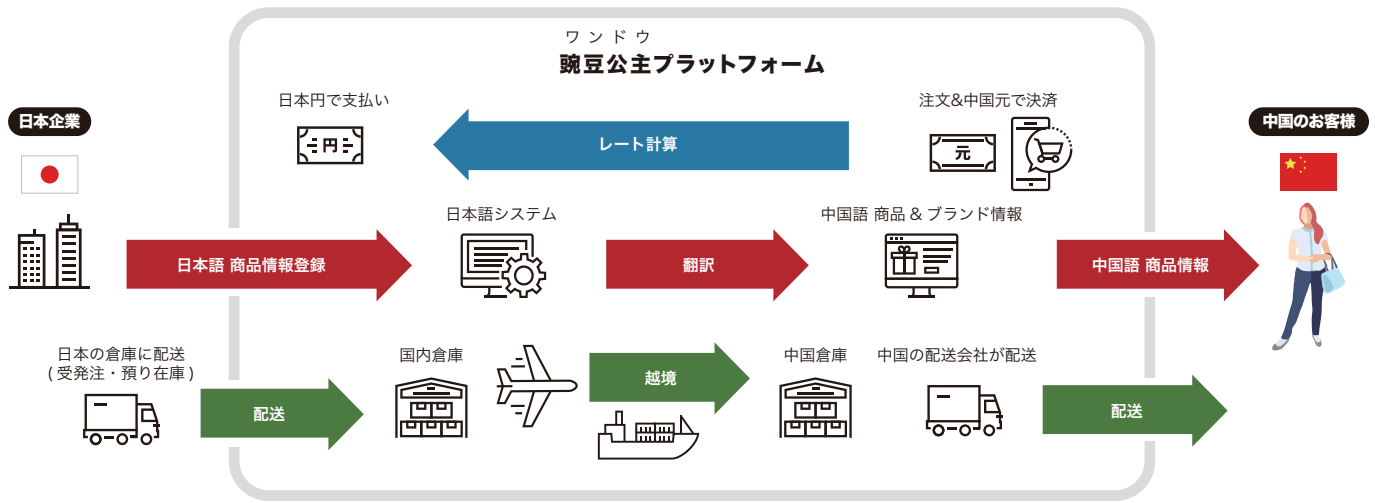 ワンドウ
豌豆公主プラットフォーム
日本企業
日本円で支払い
円
レート計算
注文&中国元で決済
元
中国のお客様
日本語 商品情報登録
日本語システム
翻訳
中国語 商品 & ブランド情報
中国語 商品情報
日本の倉庫に配送
( 受発注・預り在庫 )
配送
国内倉庫
越境
中国倉庫
中国の配送会社が配送
配送